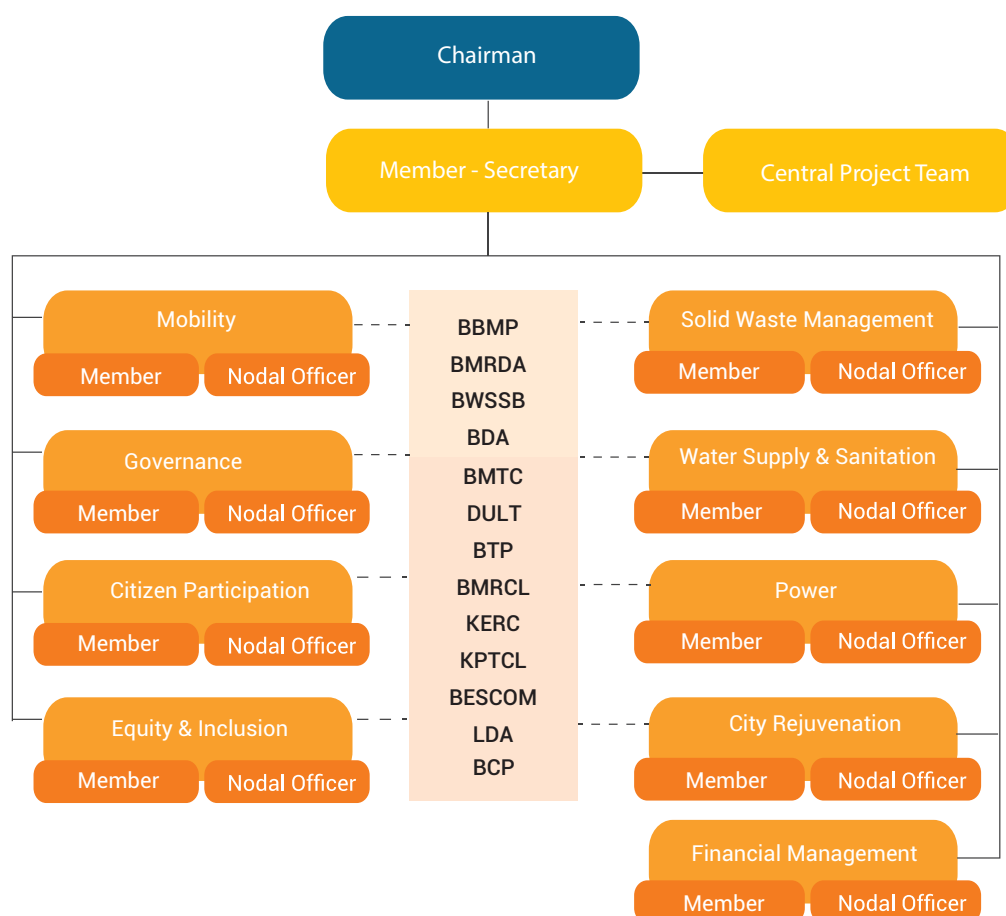 Chairman
Member - Secretary
Central Project Team
Mobility
Member
Nodal Officer
Governance
Member
Nodal Officer
Citizen Participation
Member
Nodal Officer
Equity & Inclusion
Member
Nodal Officer
BBMP
BMRDA
BWSSB
BDA
BMTC
DULT
BTP
BMRCL
KERC
KPTCL
BESCOM
LDA
BCP
Solid Waste Management
Member
Nodal Officer
Water Supply & Sanitation
Member
Nodal Officer
Power
Member
Nodal Officer
City Rejuvenation
Member
Nodal Officer
Financial Management
Member
Nodal Officer